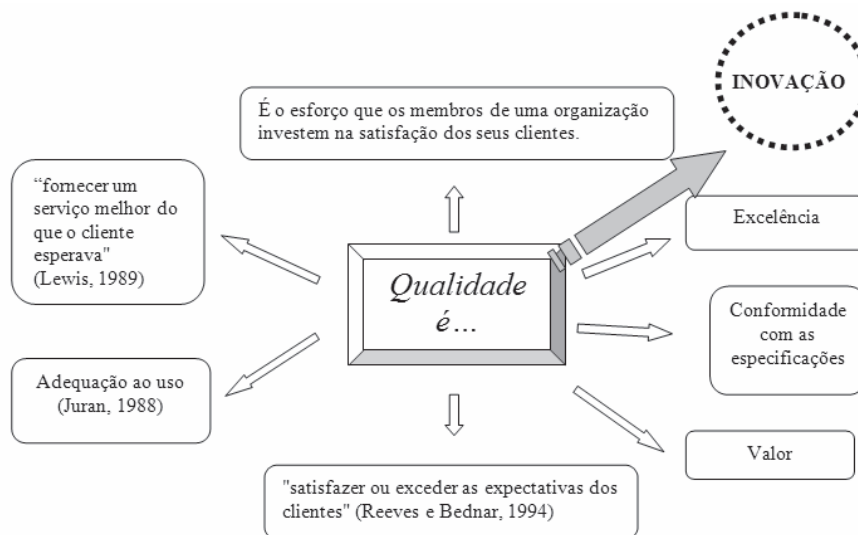 INOVAÇÃO
É o esforço que os membros de uma organização
investem na satisfação dos seus clientes.
“fornecer um
serviço melhor do
que o cliente
esperava"
(Lewis, 1989)
Excelência
Qualidade
é…
Conformidade
com as
especificações
Adequação ao uso
(Juran, 1988)
Valor
"satisfazer ou exceder as expectativas dos
clientes" (Reeves e Bednar, 1994)